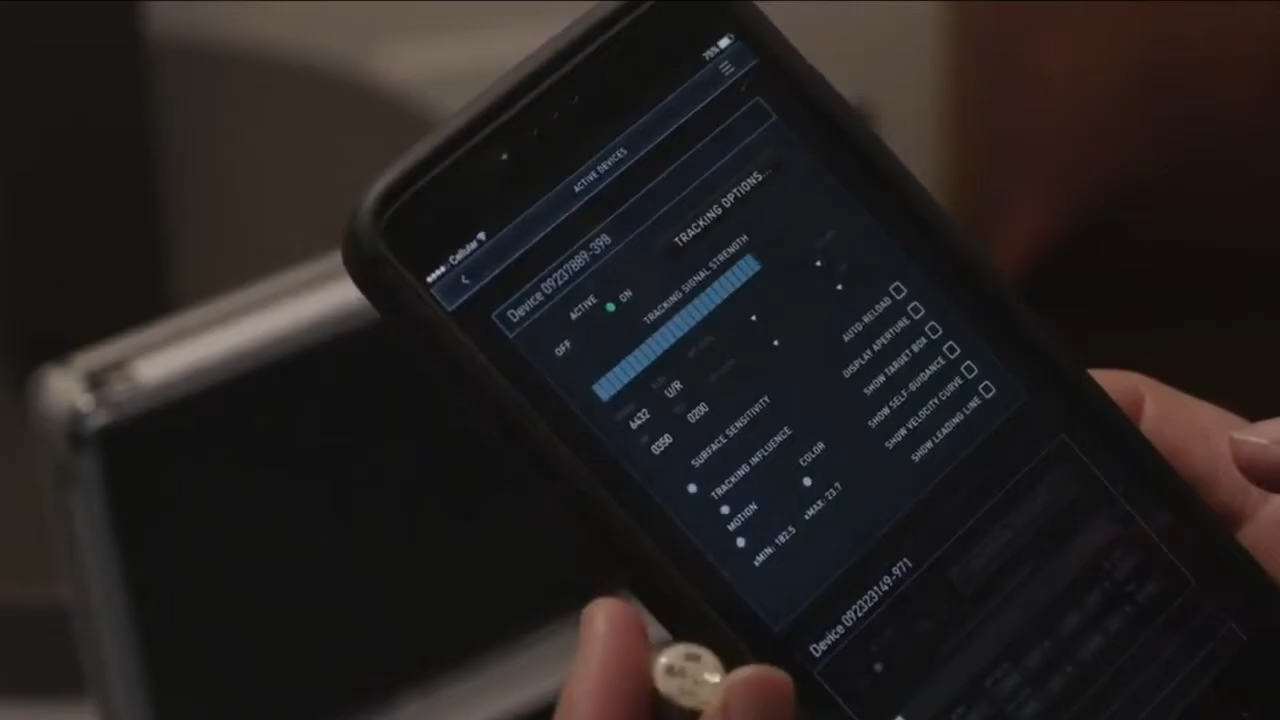 Cellular 75%
ACTIVE DEVICES
Device 09237889-398
TRACKING OPTIONS...
OFF ACTIVE ON
TRACKING SIGNAL STRENGTH
6432 U/R
0350 0200
SURFACE SENSITIVITY
TRACKING INFLUENCE
MOTION COLOR
xMIN: 182.5 xMAX: 23.7
AUTO-RELOAD
DISPLAY APERTURE
SHOW TARGET BOX
SHOW SELF-GUIDANCE
SHOW VELOCITY CURVE
SHOW LEADING LINE
Device 092323149-971